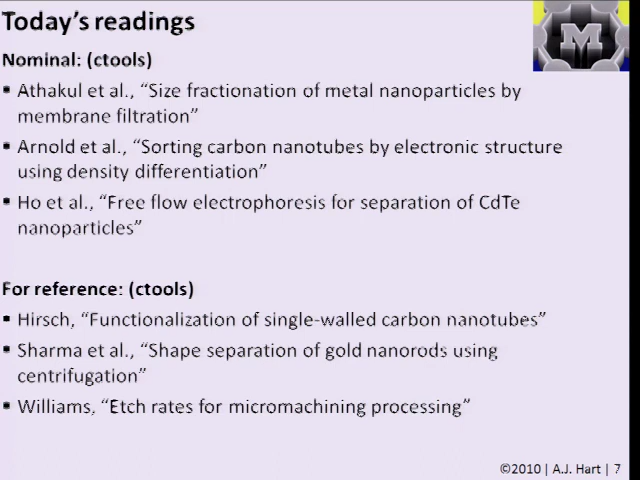 Today's readings
M
Nominal: (ctools)
▪ Athakul et al., “Size fractionation of metal nanoparticles by
membrane filtration”
▪ Arnold et al., “Sorting carbon nanotubes by electronic structure
using density differentiation”
▪ Ho et al., “Free flow electrophoresis for separation of CdTe
nanoparticles”
For reference: (ctools)
▪ Hirsch, “Functionalization of single-walled carbon nanotubes”
▪ Sharma et al., “Shape separation of gold nanorods using
centrifugation”
▪ Williams, “Etch rates for micromachining processing”
©2010 | A.J. Hart | 7